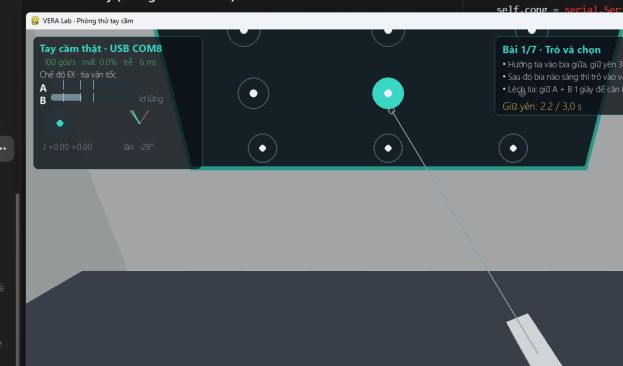 self.cong = serial.Seri
VERA Lab - Phòng thử tay cầm
Tay cầm thật · USB COM8
100 gói/s · mất 0.0% · trễ 6 ms
Chế độ ĐI · tia vận tốc
A
B
lơ lửng
J +0.00 +0.00
lăn -28°
Bài 1/7 · Trỏ và chọn
• Hướng tia vào bia giữa, giữ yên 3
• Sau đó bia nào sáng thì trỏ vào v
• Lệch tia: giữ A + B 1 giây để cân
Giữ yên: 2.2 / 3,0 s